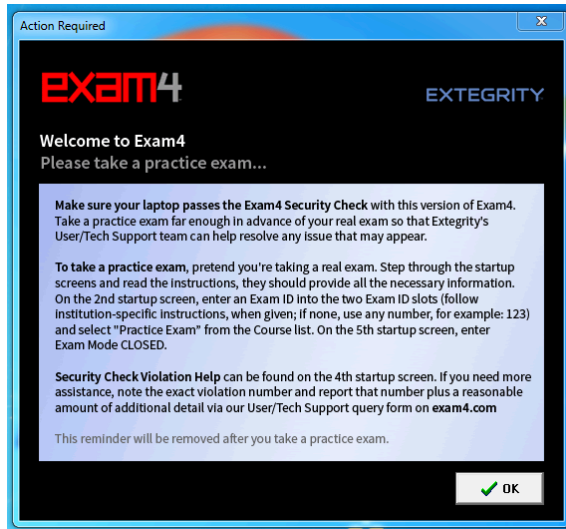 Action Required
X
exam4
EXTEGRITY
Welcome to Exam4
Please take a practice exam...
Make sure your laptop passes the Exam4 Security Check with this version of Exam4.
Take a practice exam far enough in advance of your real exam so that Extegrity's
User/Tech Support team can help resolve any issue that may appear.
To take a practice exam, pretend you're taking a real exam. Step through the startup
screens and read the instructions, they should provide all the necessary information.
On the 2nd startup screen, enter an Exam ID into the two Exam ID slots (follow
institution-specific instructions, when given; if none, use any number, for example: 123)
and select "Practice Exam" from the Course list. On the 5th startup screen, enter
Exam Mode CLOSED.
Security Check Violation Help can be found on the 4th startup screen. If you need more
assistance, note the exact violation number and report that number plus a reasonable
amount of additional detail via our User/Tech Support query form on exam4.com
This reminder will be removed after you take a practice exam.
OK